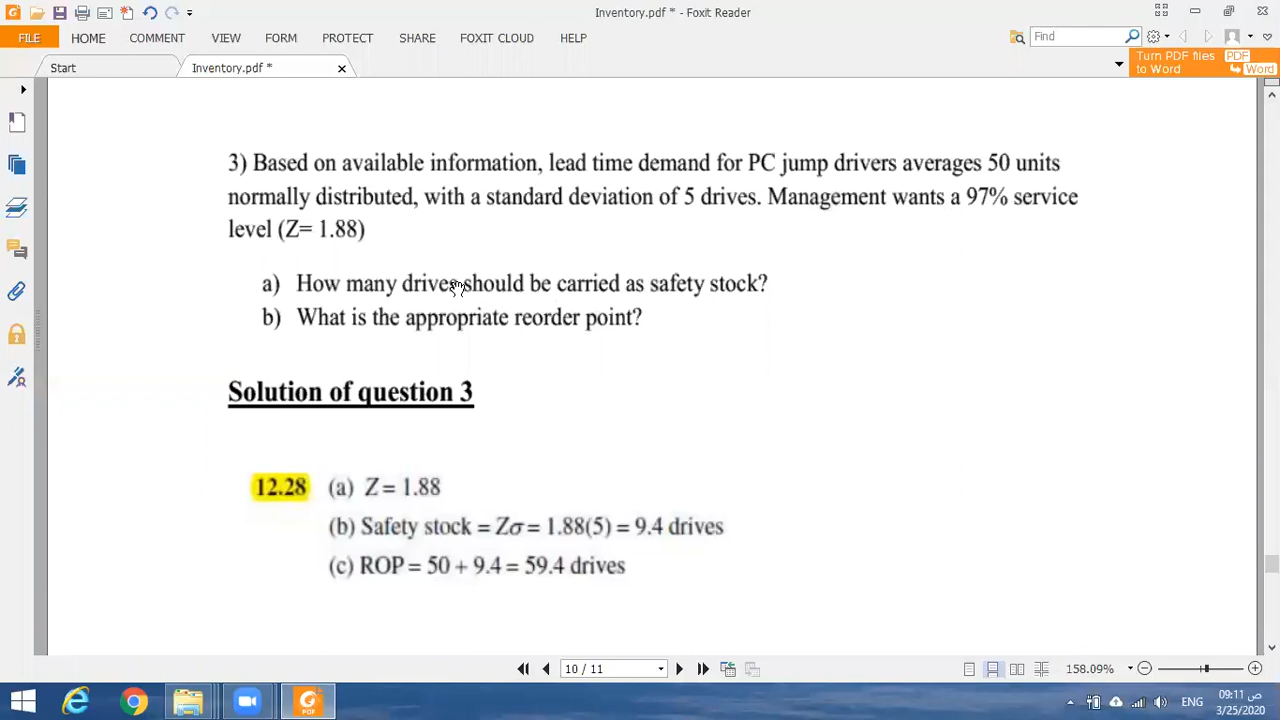 Inventory.pdf * - Foxit Reader
FILE HOME COMMENT VIEW FORM PROTECT SHARE FOXIT CLOUD HELP
Find
Start
Inventory.pdf *
Turn PDF files PDF
to Word Word
3) Based on available information, lead time demand for PC jump drivers averages 50 units
normally distributed, with a standard deviation of 5 drives. Management wants a 97% service
level (Z= 1.88)
a) How many drives should be carried as safety stock?
b) What is the appropriate reorder point?
Solution of question 3
12.28 (a) Z = 1.88
(b) Safety stock = Zσ = 1.88(5) = 9.4 drives
(c) ROP = 50 + 9.4 = 59.4 drives
10 / 11
158.09%
PDF
ENG
09:11 ص
3/25/2020